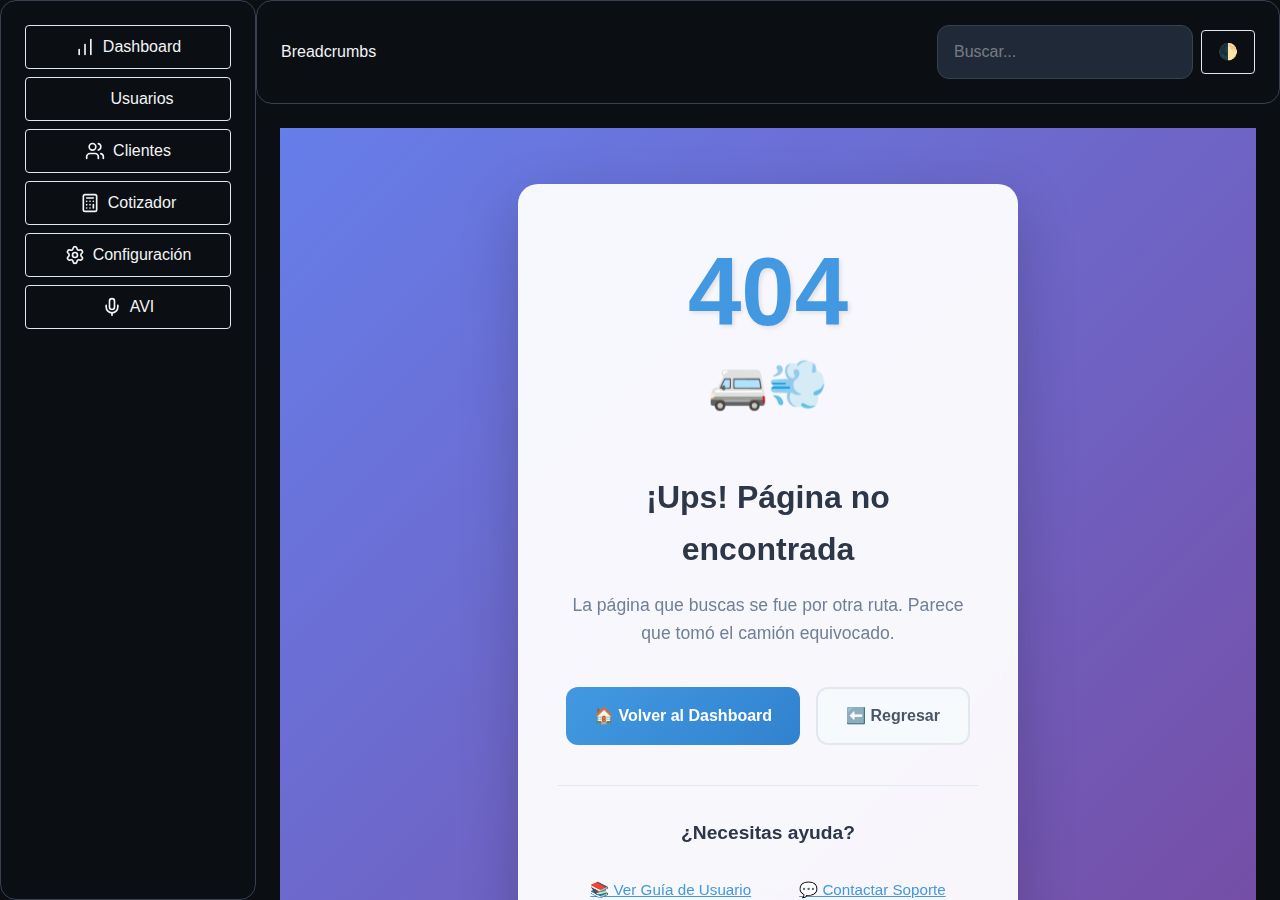 Dashboard
Usuarios
Clientes
Cotizador
Configuración
AVI
Breadcrumbs
Buscar...
404
¡Ups! Página no
encontrada
La página que buscas se fue por otra ruta. Parece
que tomó el camión equivocado.
🏠 Volver al Dashboard
⬅️ Regresar
¿Necesitas ayuda?
📚 Ver Guía de Usuario
💬 Contactar Soporte